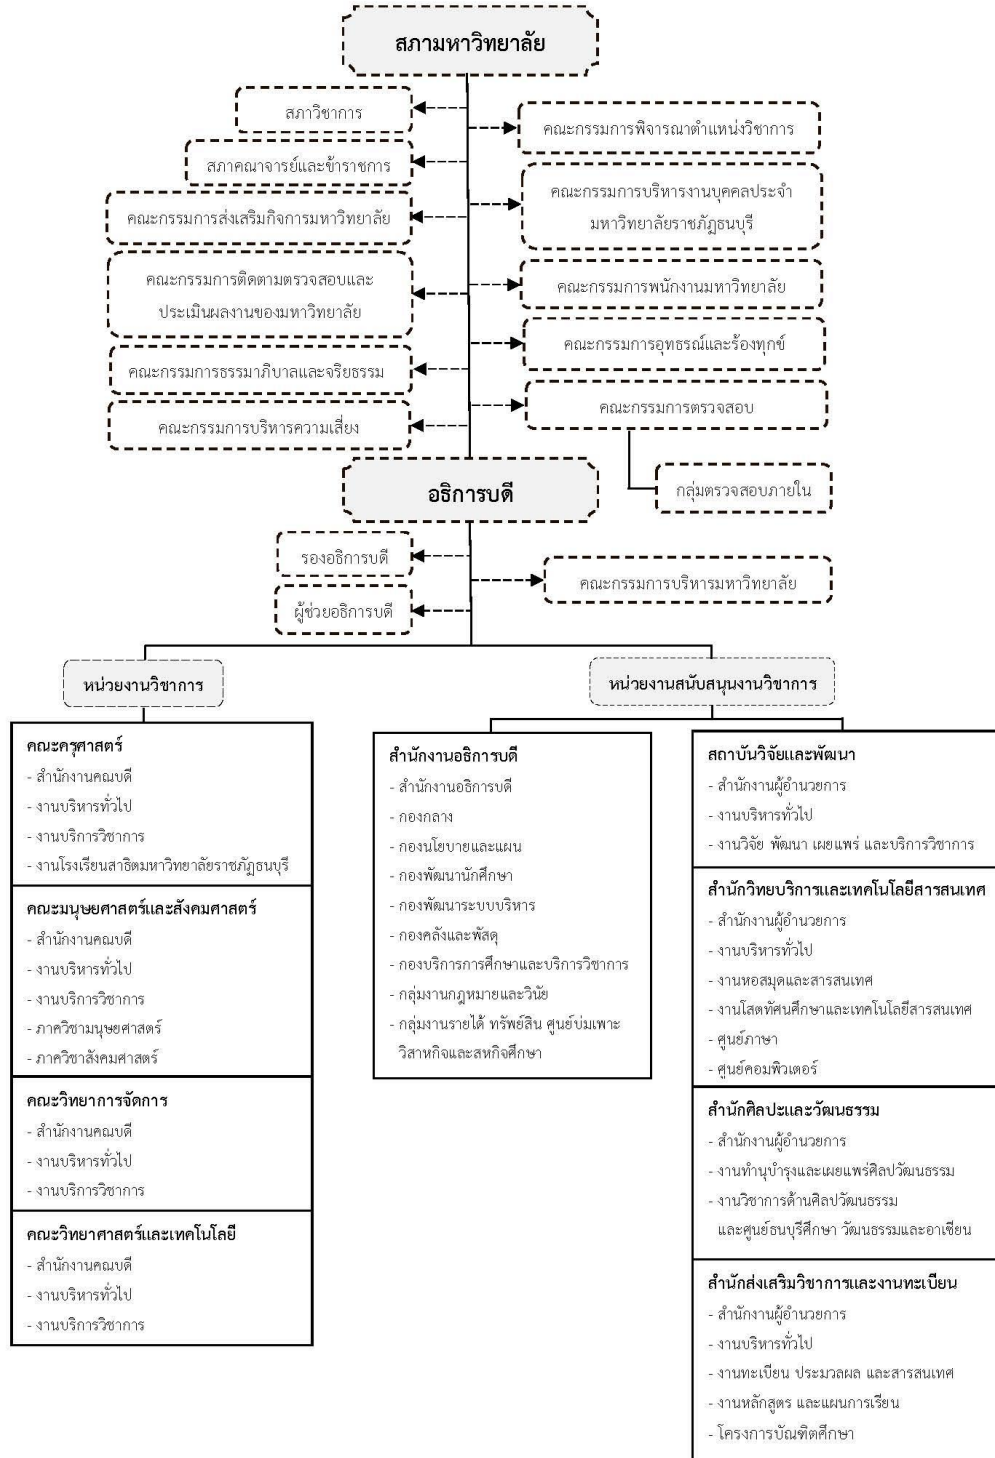 สภามหาวิทยาลัย
สภาวิชาการ
คณะกรรมการพิจารณาตำแหน่งวิชาการ
สภาคณาจารย์และข้าราชการ
คณะกรรมการบริหารงานบุคคลประจำ
มหาวิทยาลัยราชภัฏธนบุรี
คณะกรรมการส่งเสริมกิจการมหาวิทยาลัย
คณะกรรมการติดตามตรวจสอบและ
ประเมินผลงานของมหาวิทยาลัย
คณะกรรมการพนักงานมหาวิทยาลัย
คณะกรรมการอุทธรณ์และร้องทุกข์
คณะกรรมการธรรมาภิบาลและจริยธรรม
คณะกรรมการตรวจสอบ
คณะกรรมการบริหารความเสี่ยง
อธิการบดี
กลุ่มตรวจสอบภายใน
รองอธิการบดี
คณะกรรมการบริหารมหาวิทยาลัย
ผู้ช่วยอธิการบดี
หน่วยงานวิชาการ
หน่วยงานสนับสนุนงานวิชาการ
คณะครุศาสตร์
- สำนักงานคณบดี
- งานบริหารทั่วไป
- งานบริการวิชาการ
- งานโรงเรียนสาธิตมหาวิทยาลัยราชภัฏธนบุรี
คณะมนุษยศาสตร์และสังคมศาสตร์
- สำนักงานคณบดี
- งานบริหารทั่วไป
- งานบริการวิชาการ
- ภาควิชามนุษยศาสตร์
- ภาควิชาสังคมศาสตร์
คณะวิทยาการจัดการ
- สำนักงานคณบดี
- งานบริหารทั่วไป
- งานบริการวิชาการ
คณะวิทยาศาสตร์และเทคโนโลยี
- สำนักงานคณบดี
- งานบริหารทั่วไป
- งานบริการวิชาการ
สำนักงานอธิการบดี
- สำนักงานอธิการบดี
- กองกลาง
- กองนโยบายและแผน
- กองพัฒนานักศึกษา
- กองพัฒนาระบบบริหาร
- กองคลังและพัสดุ
- กองบริการการศึกษาและบริการวิชาการ
- กลุ่มงานกฎหมายและวินัย
- กลุ่มงานรายได้ ทรัพย์สิน ศูนย์บ่มเพาะ
วิสาหกิจและสหกิจศึกษา
สถาบันวิจัยและพัฒนา
- สำนักงานผู้อำนวยการ
- งานบริหารทั่วไป
- งานวิจัย พัฒนา เผยแพร่ และบริการวิชาการ
สำนักวิทยบริการและเทคโนโลยีสารสนเทศ
- สำนักงานผู้อำนวยการ
- งานบริหารทั่วไป
- งานหอสมุดและสารสนเทศ
- งานโสตทัศนศึกษาและเทคโนโลยีสารสนเทศ
- ศูนย์ภาษา
- ศูนย์คอมพิวเตอร์
สำนักศิลปะและวัฒนธรรม
- สำนักงานผู้อำนวยการ
- งานทำนุบำรุงและเผยแพร่ศิลปวัฒนธรรม
- งานวิชาการด้านศิลปวัฒนธรรม
และศูนย์ธนบุรีศึกษา วัฒนธรรมและอาเซียน
สำนักส่งเสริมวิชาการและงานทะเบียน
- สำนักงานผู้อำนวยการ
- งานบริหารทั่วไป
- งานทะเบียน ประมวลผล และสารสนเทศ
- งานหลักสูตร และแผนการเรียน
- โครงการบัณฑิตศึกษา